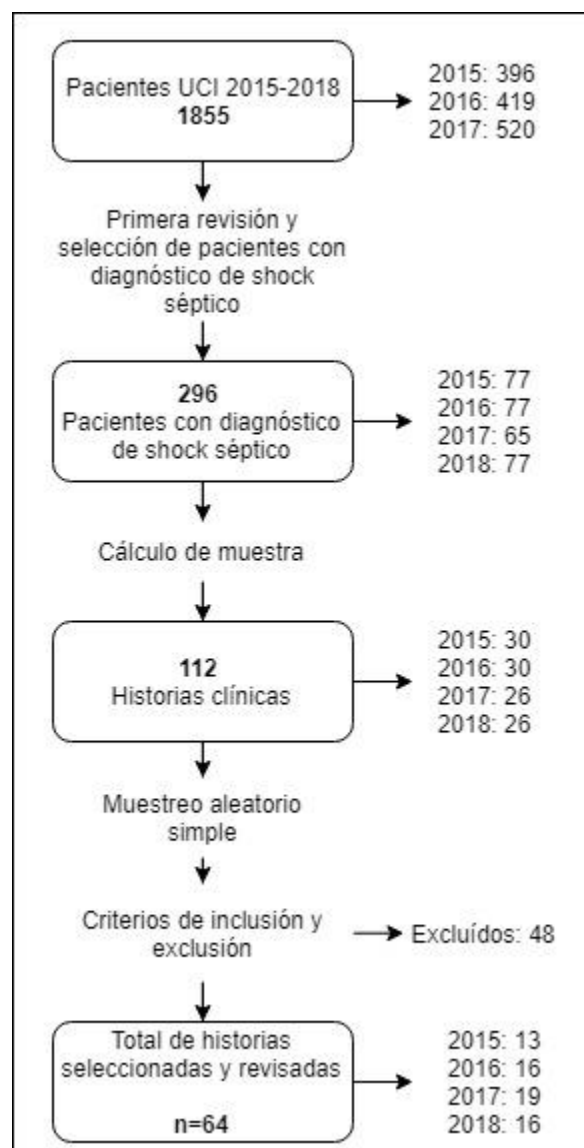 Pacientes UCI 2015-2018
1855
2015: 396
2016: 419
2017: 520
Primera revisión y
selección de pacientes con
diagnóstico de shock
séptico
296
Pacientes con diagnóstico
de shock séptico
2015: 77
2016: 77
2017: 65
2018: 77
Cálculo de muestra
112
Historias clínicas
2015: 30
2016: 30
2017: 26
2018: 26
Muestreo aleatorio
simple
Criterios de inclusión y
exclusión
Excluídos: 48
Total de historias
seleccionadas y revisadas
n=64
2015: 13
2016: 16
2017: 19
2018: 16